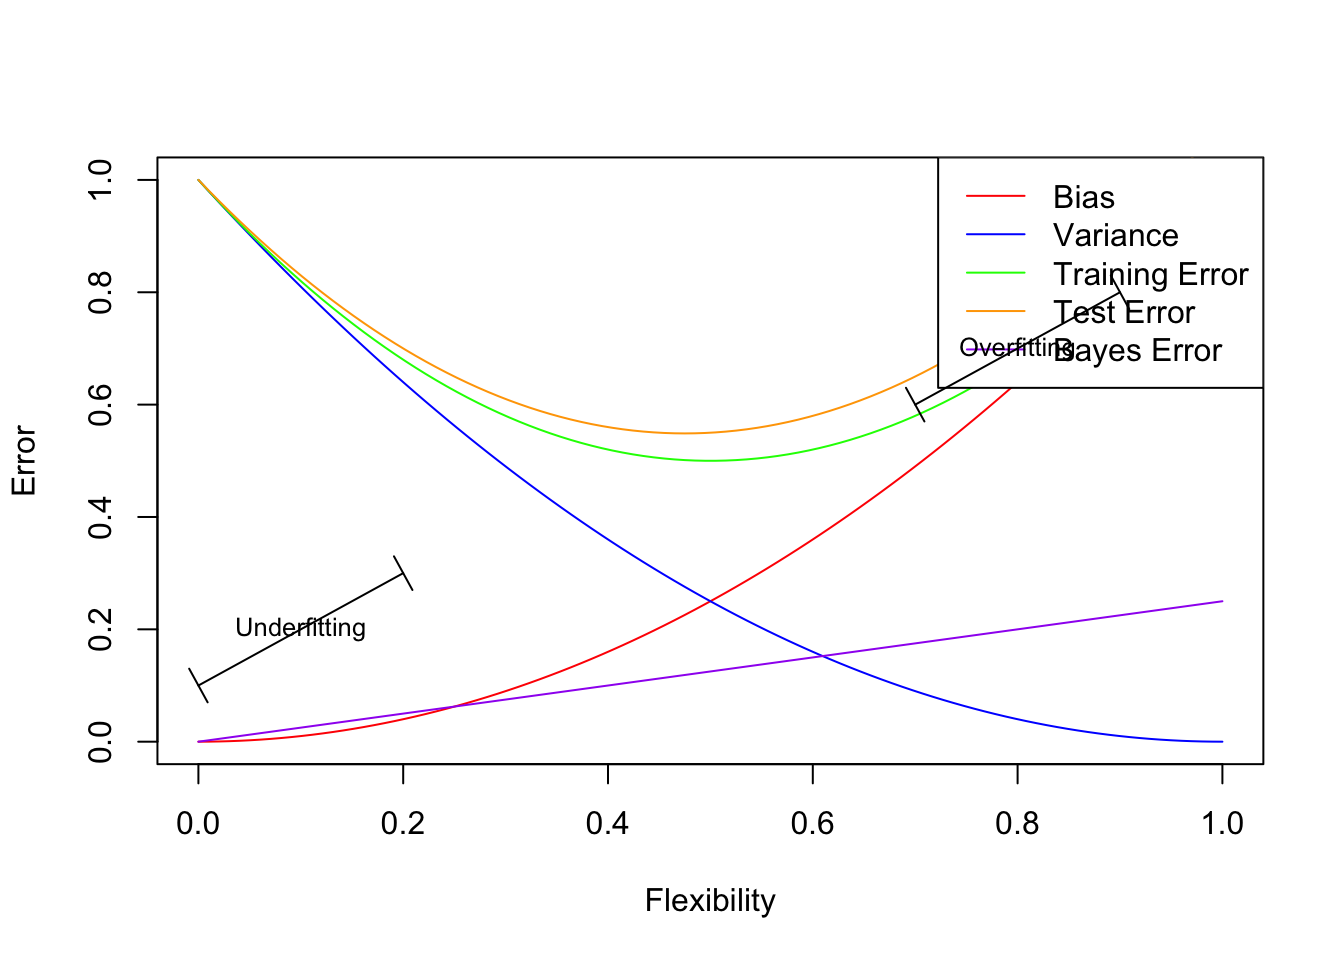 1.0
0.8
0.6
0.4
0.2
0.0
Error
Bias
Variance
Training Error
Test Error
Bayes Error
Overfitting
Underfitting
0.0 0.2 0.4 0.6 0.8 1.0
Flexibility